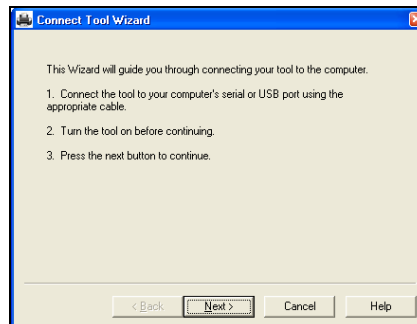 Connect Tool Wizard
This Wizard will guide you through connecting your tool to the computer.
1. Connect the tool to your computer's serial or USB port using the
appropriate cable.
2. Turn the tool on before continuing.
3. Press the next button to continue.
< Back Next > Cancel Help